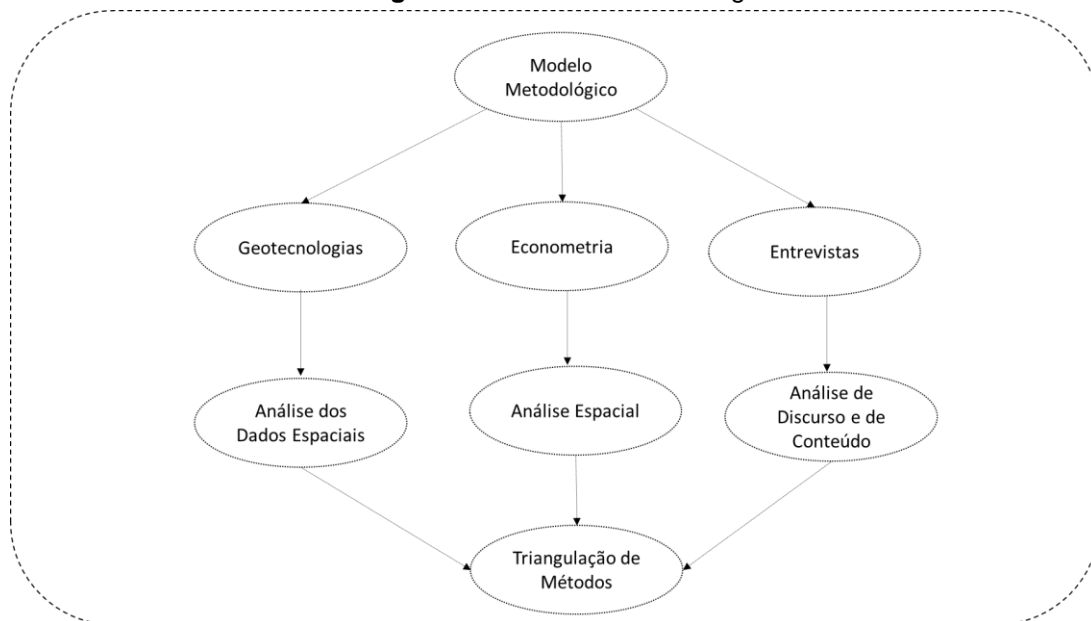 Modelo
Metodológico
Geotecnologias
Econometria
Entrevistas
Análise dos
Dados Espaciais
Análise Espacial
Análise de
Discurso e de
Conteúdo
Triangulação de
Métodos